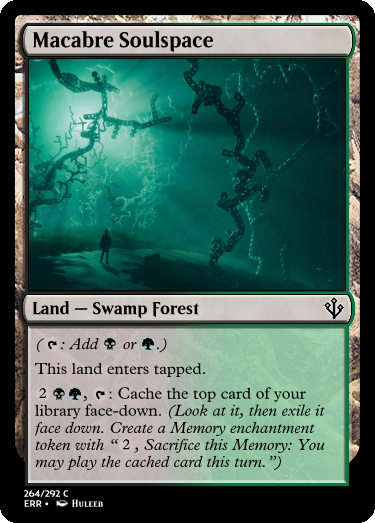 Macabre Soulspace
Land — Swamp Forest
( : Add  or .)
This land enters tapped.
2 , : Cache the top card of your
library face-down. (Look at it, then exile it
face down. Create a Memory enchantment
token with “ 2 , Sacrifice this Memory: You
may play the cached card this turn.”)
264/292 C
ERR • Huleeb